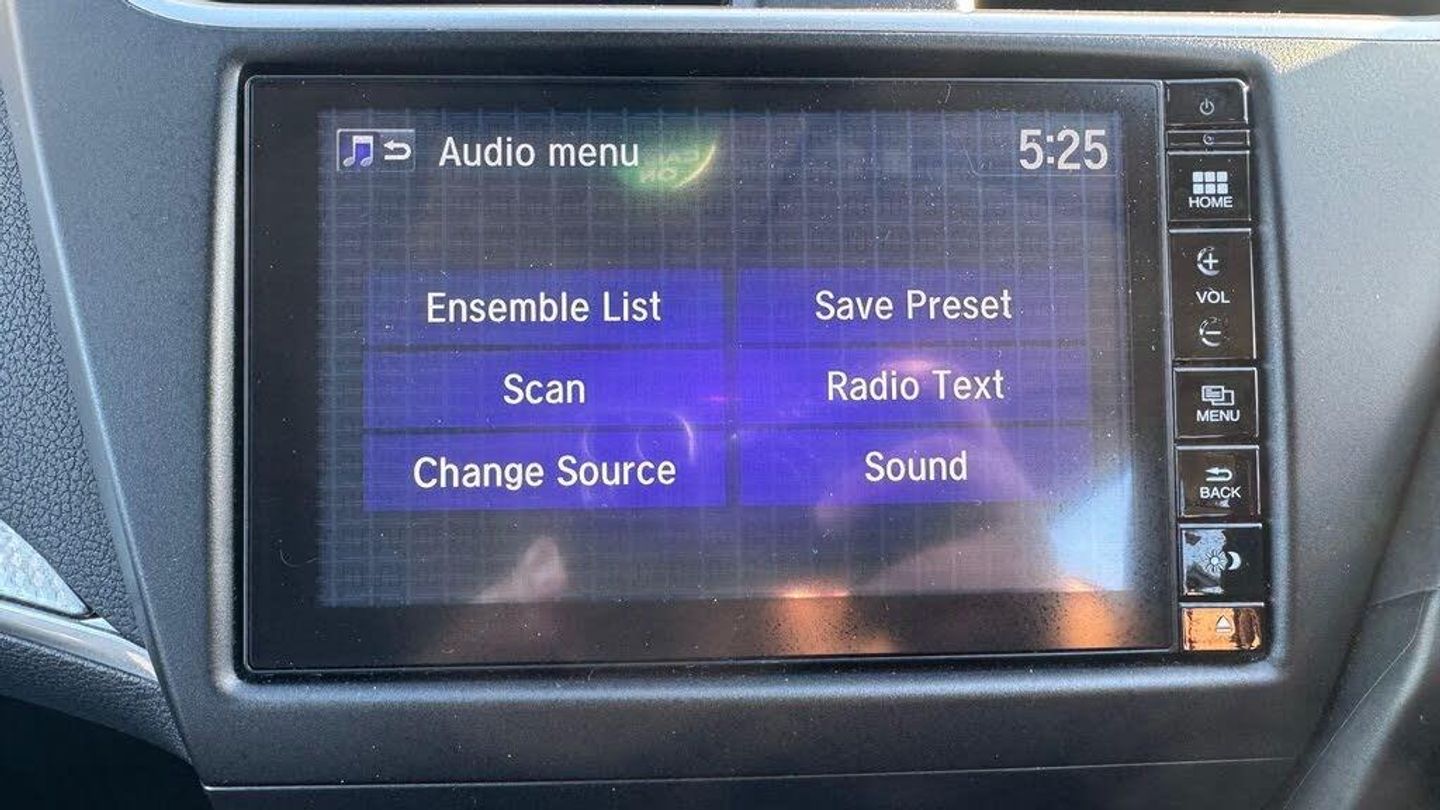 Audio menu
5:25
Ensemble List
Save Preset
Scan
Radio Text
Change Source
Sound
HOME
VOL
MENU
BACK